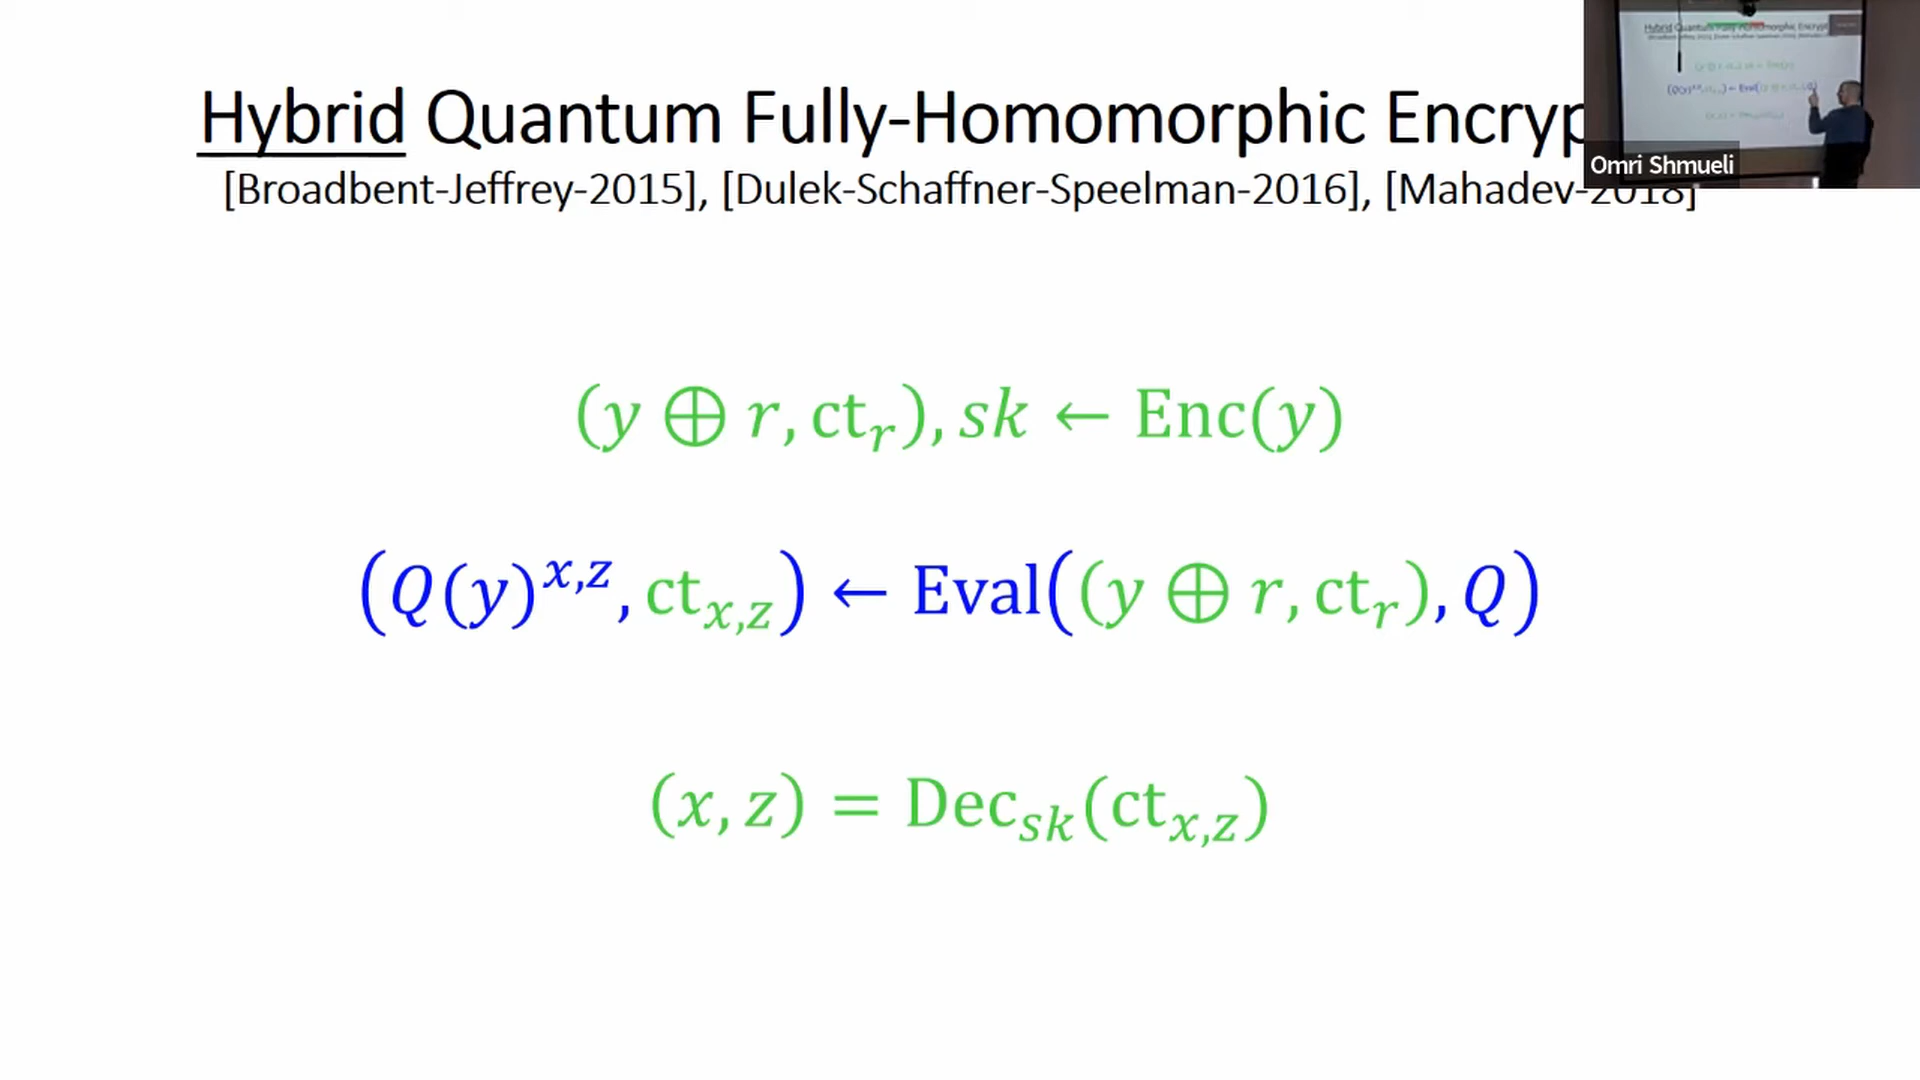 Hybrid Quantum Fully-Homomorphic Encryp
[Broadbent-Jeffrey-2015], [Dulek-Schaffner-Speelman-2016], [Mahadev-2018]
Omri Shmueli
(y ⊕ r, ct_r), sk ← Enc(y)
(Q(y)^{x,z}, ct_{x,z}) ← Eval((y ⊕ r, ct_r), Q)
(x, z) = Dec_{sk}(ct_{x,z})